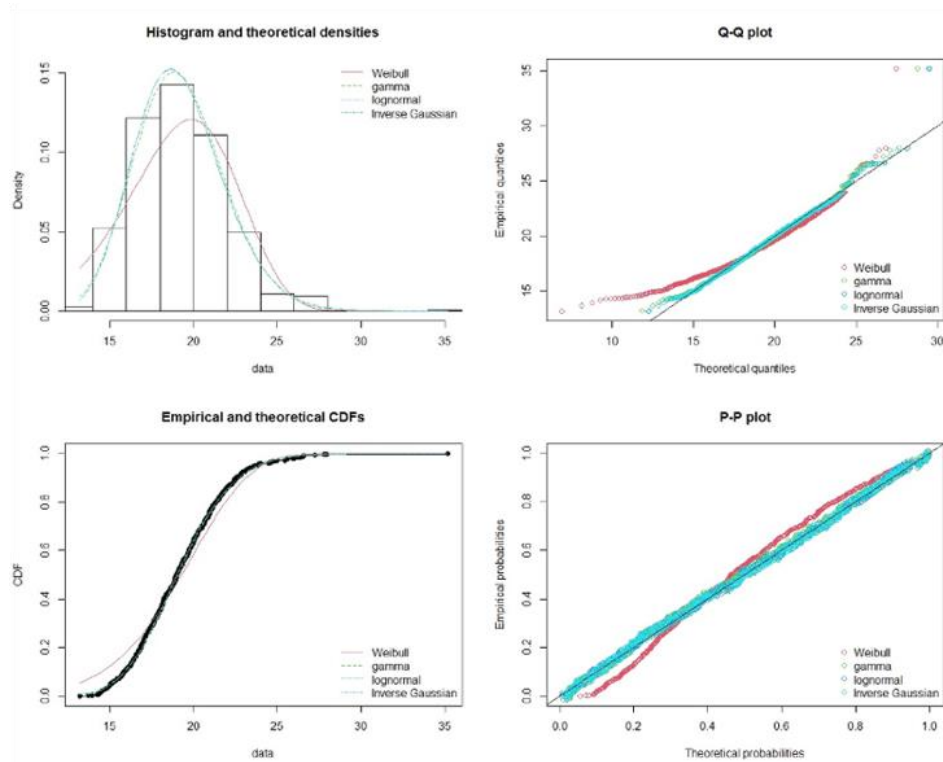 Histogram and theoretical densities
Weibull
gamma
lognormal
Inverse Gaussian
Density
0.00
0.05
0.10
0.15
15
20
25
30
35
data
Q-Q plot
Empirical quantiles
15
20
25
30
35
Weibull
gamma
lognormal
Inverse Gaussian
10
15
20
25
30
Theoretical quantiles
Empirical and theoretical CDFs
CDF
0.0
0.2
0.4
0.6
0.8
1.0
Weibull
gamma
lognormal
Inverse Gaussian
15
20
25
30
35
data
P-P plot
Empirical probabilities
0.0
0.2
0.4
0.6
0.8
1.0
Weibull
gamma
lognormal
Inverse Gaussian
0.0
0.2
0.4
0.6
0.8
1.0
Theoretical probabilities